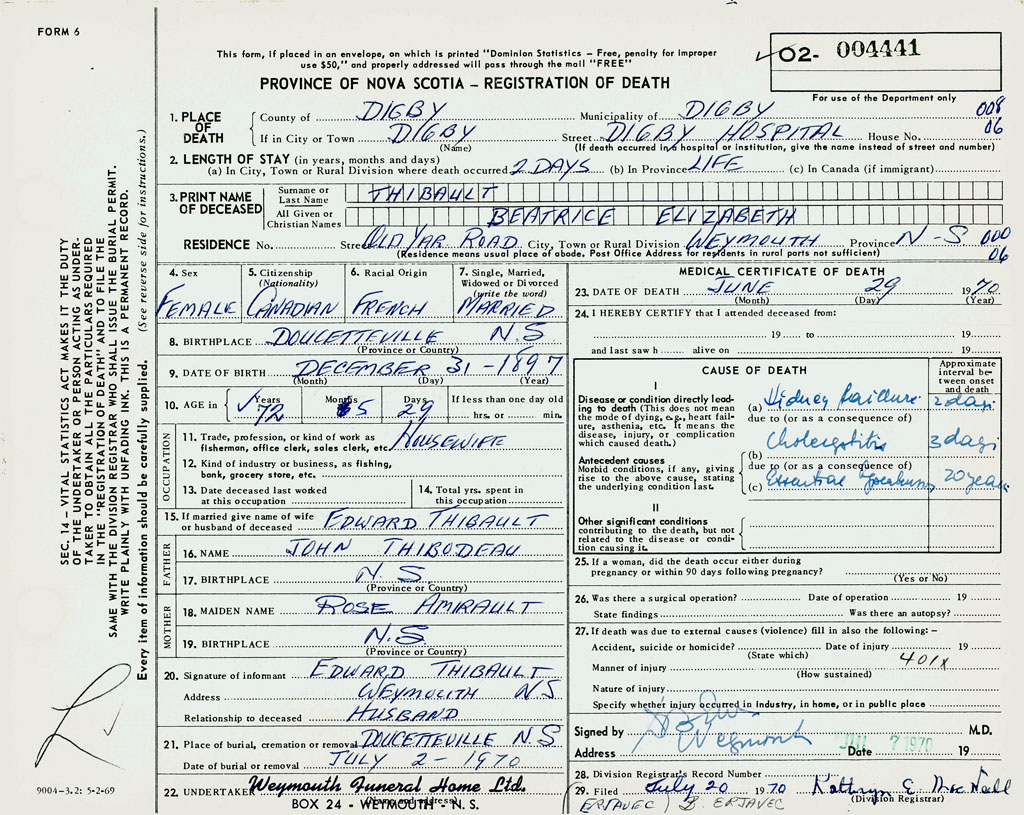 FORM 6
This form, if placed in an envelope, on which is printed "Dominion Statistics – Free, penalty for improper
use $50," and properly addressed will pass through the mail "FREE"
PROVINCE OF NOVA SCOTIA – REGISTRATION OF DEATH
O2- 004441
For use of the Department only
1. PLACE OF DEATH
County of DIGBY Municipality of DIGBY 008
If in City or Town DIGBY Street DIGBY HOSPITAL House No. 06
(Name) (If death occurred in a hospital or institution, give the name instead of street and number)
2. LENGTH OF STAY (in years, months and days)
(a) In City, Town or Rural Division where death occurred 2 DAYS (b) In Province LIFE (c) In Canada (if immigrant)
3. PRINT NAME OF DECEASED
Surname or Last Name THIBAULT
All Given or Christian Names BEATRICE ELIZABETH
RESIDENCE No. Street OLD YAR. ROAD City, Town or Rural Division WEYMOUTH Province N-S 000
(Residence means usual place of abode. Post Office Address for residents in rural parts not sufficient) 06
4. Sex FEMALE
5. Citizenship (Nationality) CANADIAN
6. Racial Origin FRENCH
7. Single, Married, Widowed or Divorced (write the word) MARRIED
8. BIRTHPLACE DOUCETTEVILLE N.S.
(Province or Country)
9. DATE OF BIRTH DECEMBER 31 - 1897
(Month) (Day) (Year)
10. AGE in Years 72 Months 5 Days 29 If less than one day old
hrs. or min.
OCCUPATION
11. Trade, profession, or kind of work as
fisherman, office clerk, sales clerk, etc. HOUSEWIFE
12. Kind of industry or business, as fishing,
bank, grocery store, etc.
13. Date deceased last worked
at this occupation
14. Total yrs. spent in
this occupation
15. If married give name of wife
or husband of deceased EDWARD THIBAULT
FATHER
16. NAME JOHN THIBODEAU
17. BIRTHPLACE N.S.
(Province or Country)
MOTHER
18. MAIDEN NAME ROSE AMIRAULT
19. BIRTHPLACE N.S.
(Province or Country)
20. Signature of informant EDWARD THIBAULT
Address WEYMOUTH N S
Relationship to deceased HUSBAND
21. Place of burial, cremation or removal DOUCETTEVILLE N.S.
Date of burial or removal JULY 2 - 1970
22. UNDERTAKER Weymouth Funeral Home Ltd.
BOX 24 - WEYMOUTH - N. S.
MEDICAL CERTIFICATE OF DEATH
23. DATE OF DEATH JUNE 29 1970
(Month) (Day) (Year)
24. I HEREBY CERTIFY that I attended deceased from:
19 to 19
and last saw h alive on 19
CAUSE OF DEATH
Approximate interval between onset and death
I
Disease or condition directly leading
to death (This does not mean
the mode of dying, e.g., heart failure,
asthenia, etc. It means the
disease, injury, or complication
which caused death.)
(a) Kidney failure 2 days
due to (or as a consequence of)
(b) Cholecystitis 3 days
Antecedent causes
Morbid conditions, if any, giving
rise to the above cause, stating
the underlying condition last.
due to (or as a consequence of)
(c) Essential 20 years
II
Other significant conditions
contributing to the death, but not
related to the disease or condition
causing it.
25. If a woman, did the death occur either during
pregnancy or within 90 days following pregnancy?
(Yes or No)
26. Was there a surgical operation? Date of operation 19
State findings Was there an autopsy?
27. If death was due to external causes (violence) fill in also the following: –
Accident, suicide or homicide? Date of injury 19
(State which) 401x
Manner of injury
(How sustained)
Nature of injury
Specify whether injury occurred in Industry, in home, or in public place
Signed by M.D.
Address Weymouth Date JUL 7 1970 19
28. Division Registrar's Record Number
29. Filed July 20 1970 Kathryn E MacNeill
(Division Registrar)
(ERJAVEC) B. ERJAVEC
SEC. 14 – VITAL STATISTICS ACT MAKES IT THE DUTY
OF THE UNDERTAKER OR PERSON ACTING AS UNDERTAKER
TO OBTAIN ALL THE PARTICULARS REQUIRED
IN THE "REGISTRATION OF DEATH" AND TO FILE THE
SAME WITH THE DIVISION REGISTRAR WHO SHALL ISSUE THE BURIAL PERMIT.
WRITE PLAINLY WITH UNFADING INK. THIS IS A PERMANENT RECORD.
Every item of information should be carefully supplied. (See reverse side for instructions.)
9004-3.2: 5-2-69